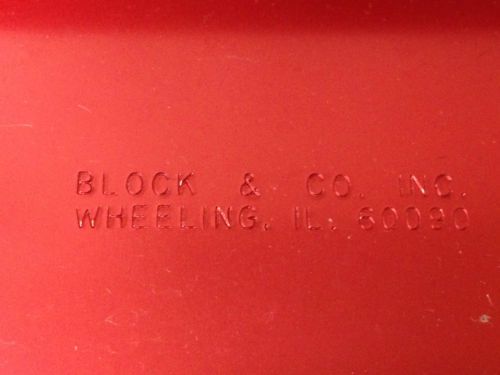 BLOCK & CO. INC.
WHEELING, IL. 60090